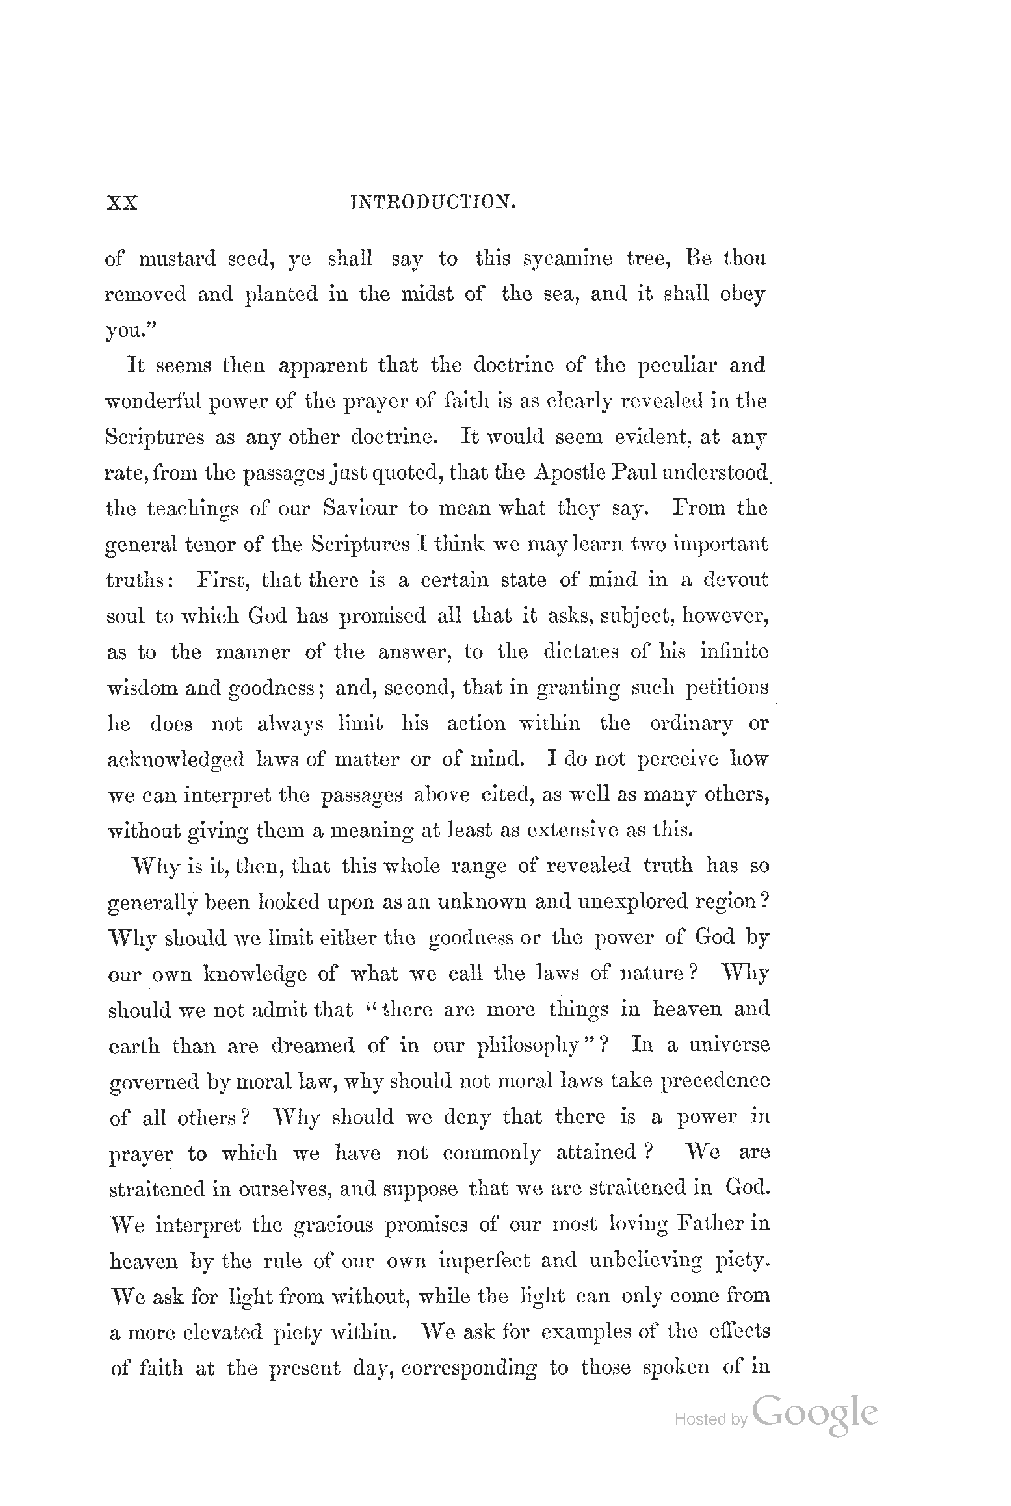 XX INTRODUCTION.
of mustard seed, ye shall say to this sycamine tree, Be thou
removed and planted in the midst of the sea, and it shall obey
you."
It seems then apparent that the doctrine of the peculiar and
wonderful power of the prayer of faith is as clearly revealed in the
Scriptures as any other doctrine. It would seem evident, at any
rate, from the passages just quoted, that the Apostle Paul understood
the teachings of our Saviour to mean what they say. From the
general tenor of the Scriptures I think we may learn two important
truths: First, that there is a certain state of mind in a devout
soul to which God has promised all that it asks, subject, however,
as to the manner of the answer, to the dictates of his infinite
wisdom and goodness; and, second, that in granting such petitions
he does not always limit his action within the ordinary or
acknowledged laws of matter or of mind. I do not perceive how
we can interpret the passages above cited, as well as many others,
without giving them a meaning at least as extensive as this.
Why is it, then, that this whole range of revealed truth has so
generally been looked upon as an unknown and unexplored region?
Why should we limit either the goodness or the power of God by
our own knowledge of what we call the laws of nature? Why
should we not admit that "there are more things in heaven and
earth than are dreamed of in our philosophy"? In a universe
governed by moral law, why should not moral laws take precedence
of all others? Why should we deny that there is a power in
prayer to which we have not commonly attained? We are
straitened in ourselves, and suppose that we are straitened in God.
We interpret the gracious promises of our most loving Father in
heaven by the rule of our own imperfect and unbelieving piety.
We ask for light from without, while the light can only come from
a more elevated piety within. We ask for examples of the effects
of faith at the present day, corresponding to those spoken of in
Hosted by Google